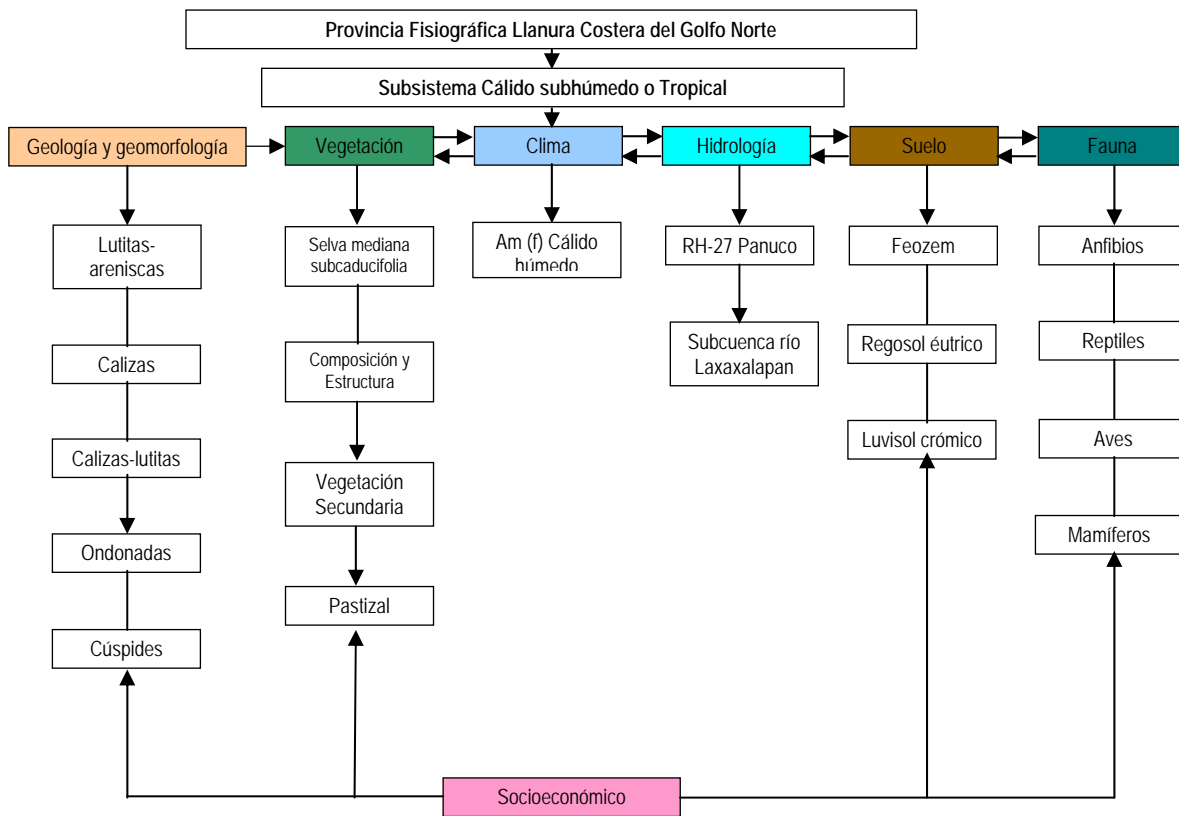 Provincia Fisiográfica Llanura Costera del Golfo Norte
Subsistema Cálido subhúmedo o Tropical
Geología y geomorfología
Vegetación
Clima
Hidrología
Suelo
Fauna
Lutitas-
areniscas
Selva mediana
subcaducifolia
Am (f) Cálido
húmedo
RH-27 Panuco
Feozem
Anfibios
Calizas
Composición y
Estructura
Subcuenca río
Laxaxalapan
Regosol éutrico
Reptiles
Calizas-lutitas
Vegetación
Secundaria
Luvisol crómico
Aves
Ondonadas
Pastizal
Mamíferos
Cúspides
Socioeconómico